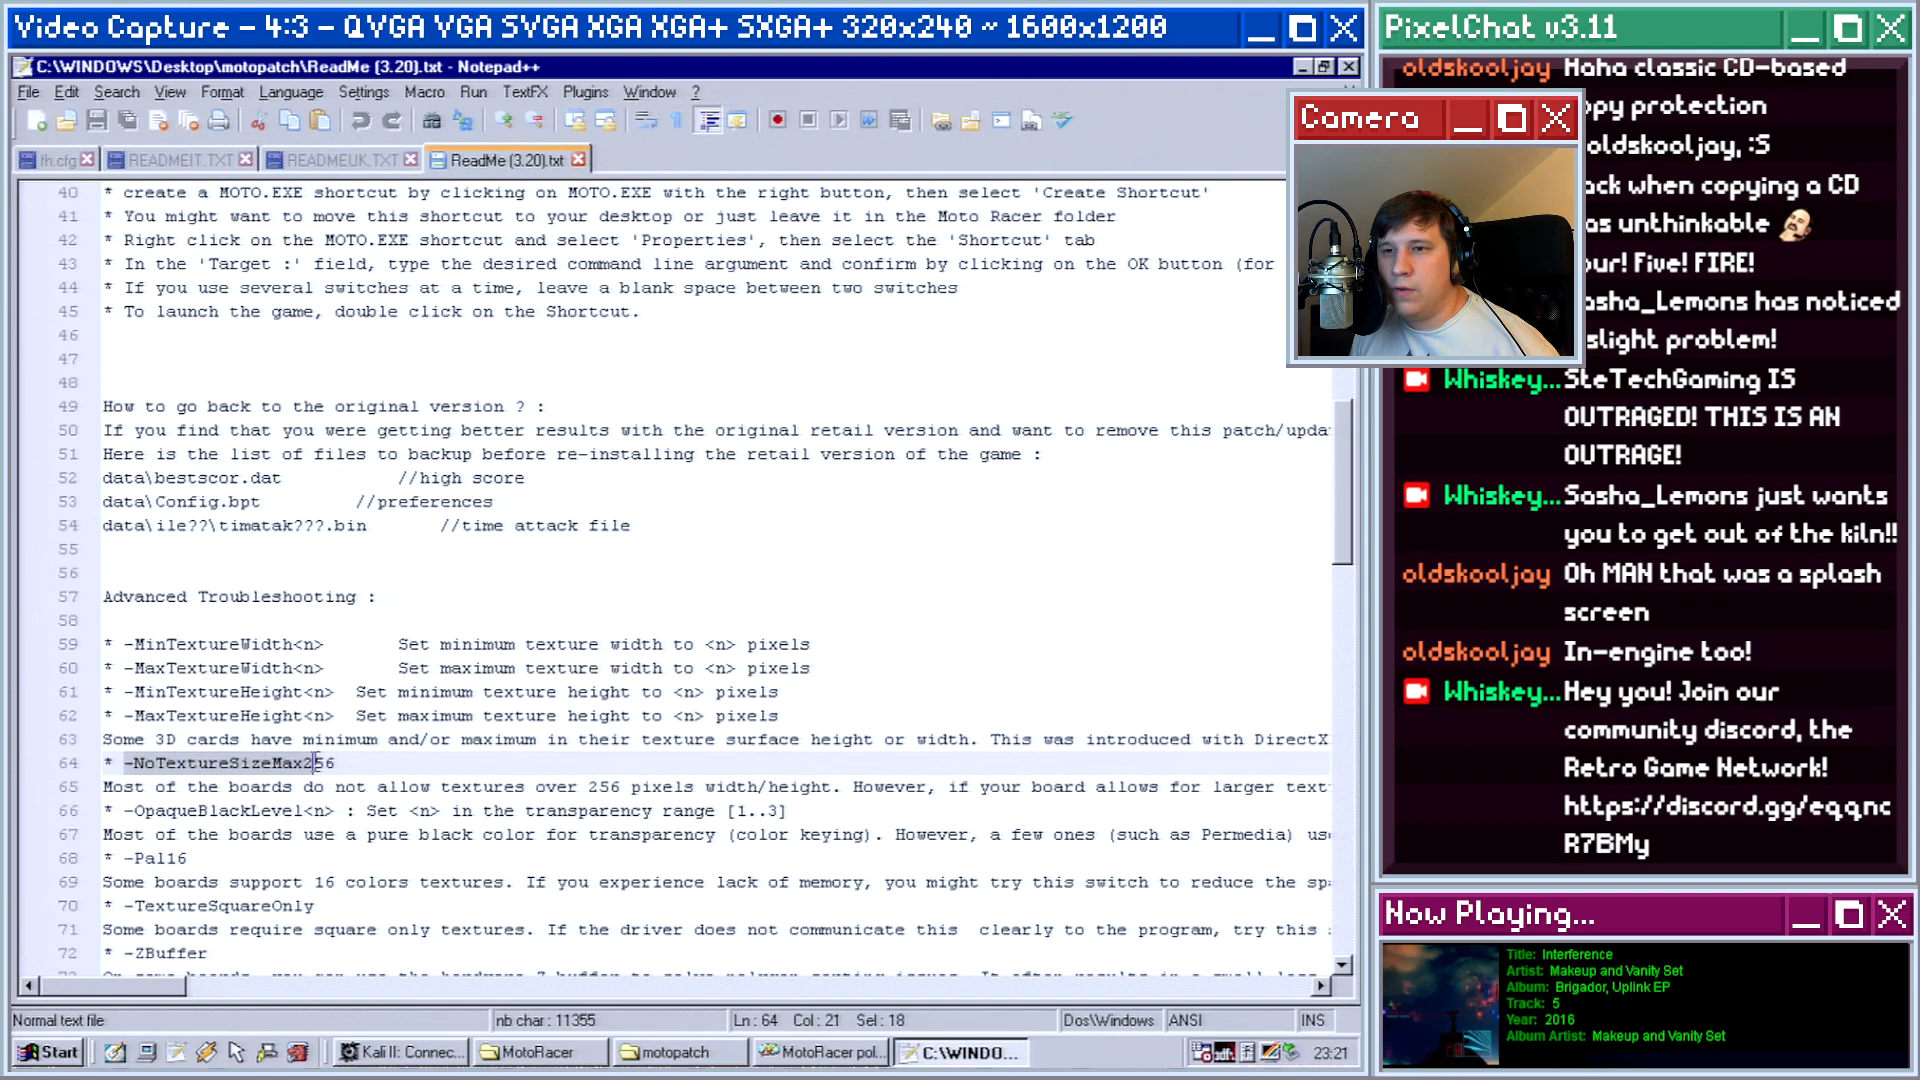 Video Capture - 4:3 - QVGA VGA SVGA XGA XGA+ SXGA+ 320x240 ~ 1600x1200
C:\WINDOWS\Desktop\motopatch\ReadMe (3.20).txt - Notepad++
File Edit Search View Format Language Settings Macro Run TextFX Plugins Window ?
fh.cfg READMEIT.TXT READMEUK.TXT ReadMe (3.20).txt
40 * create a MOTO.EXE shortcut by clicking on MOTO.EXE with the right button, then select 'Create Shortcut'
41 * You might want to move this shortcut to your desktop or just leave it in the Moto Racer folder
42 * Right click on the MOTO.EXE shortcut and select 'Properties', then select the 'Shortcut' tab
43 * In the 'Target :' field, type the desired command line argument and confirm by clicking on the OK button (for
44 * If you use several switches at a time, leave a blank space between two switches
45 * To launch the game, double click on the Shortcut.
46
47
48
49 How to go back to the original version ? :
50 If you find that you were getting better results with the original retail version and want to remove this patch/upda
51 Here is the list of files to backup before re-installing the retail version of the game :
52 data\bestscor.dat //high score
53 data\Config.bpt //preferences
54 data\ile??\timatak???.bin //time attack file
55
56
57 Advanced Troubleshooting :
58
59 * -MinTextureWidth<n> Set minimum texture width to <n> pixels
60 * -MaxTextureWidth<n> Set maximum texture width to <n> pixels
61 * -MinTextureHeight<n> Set minimum texture height to <n> pixels
62 * -MaxTextureHeight<n> Set maximum texture height to <n> pixels
63 Some 3D cards have minimum and/or maximum in their texture surface height or width. This was introduced with DirectX
64 * -NoTextureSizeMax256
65 Most of the boards do not allow textures over 256 pixels width/height. However, if your board allows for larger text
66 * -OpaqueBlackLevel<n> : Set <n> in the transparency range [1..3]
67 Most of the boards use a pure black color for transparency (color keying). However, a few ones (such as Permedia) us
68 * -Pal16
69 Some boards support 16 colors textures. If you experience lack of memory, you might try this switch to reduce the sp
70 * -TextureSquareOnly
71 Some boards require square only textures. If the driver does not communicate this clearly to the program, try this
72 * -ZBuffer
Normal text file nb char : 11355 Ln : 64 Col : 21 Sel : 18 Dos\Windows ANSI INS
Start Kali II: Connec... MotoRacer motopatch MotoRacer pol... C:\WINDO... 23:21
PixelChat v3.11
oldskooljay Haha classic CD-based
opy protection
oldskooljay, :S
ack when copying a CD
as unthinkable
our! Five! FIRE!
asha_Lemons has noticed
slight problem!
Whiskey... SteTechGaming IS
OUTRAGED! THIS IS AN
OUTRAGE!
Whiskey... Sasha_Lemons just wants
you to get out of the kiln!!
oldskooljay Oh MAN that was a splash
screen
oldskooljay In-engine too!
Whiskey... Hey you! Join our
community discord, the
Retro Game Network!
https://discord.gg/eqqnc
R7BMy
Camera
Now Playing...
Title: Interference
Artist: Makeup and Vanity Set
Album: Brigador, Uplink EP
Track: 5
Year: 2016
Album Artist: Makeup and Vanity Set